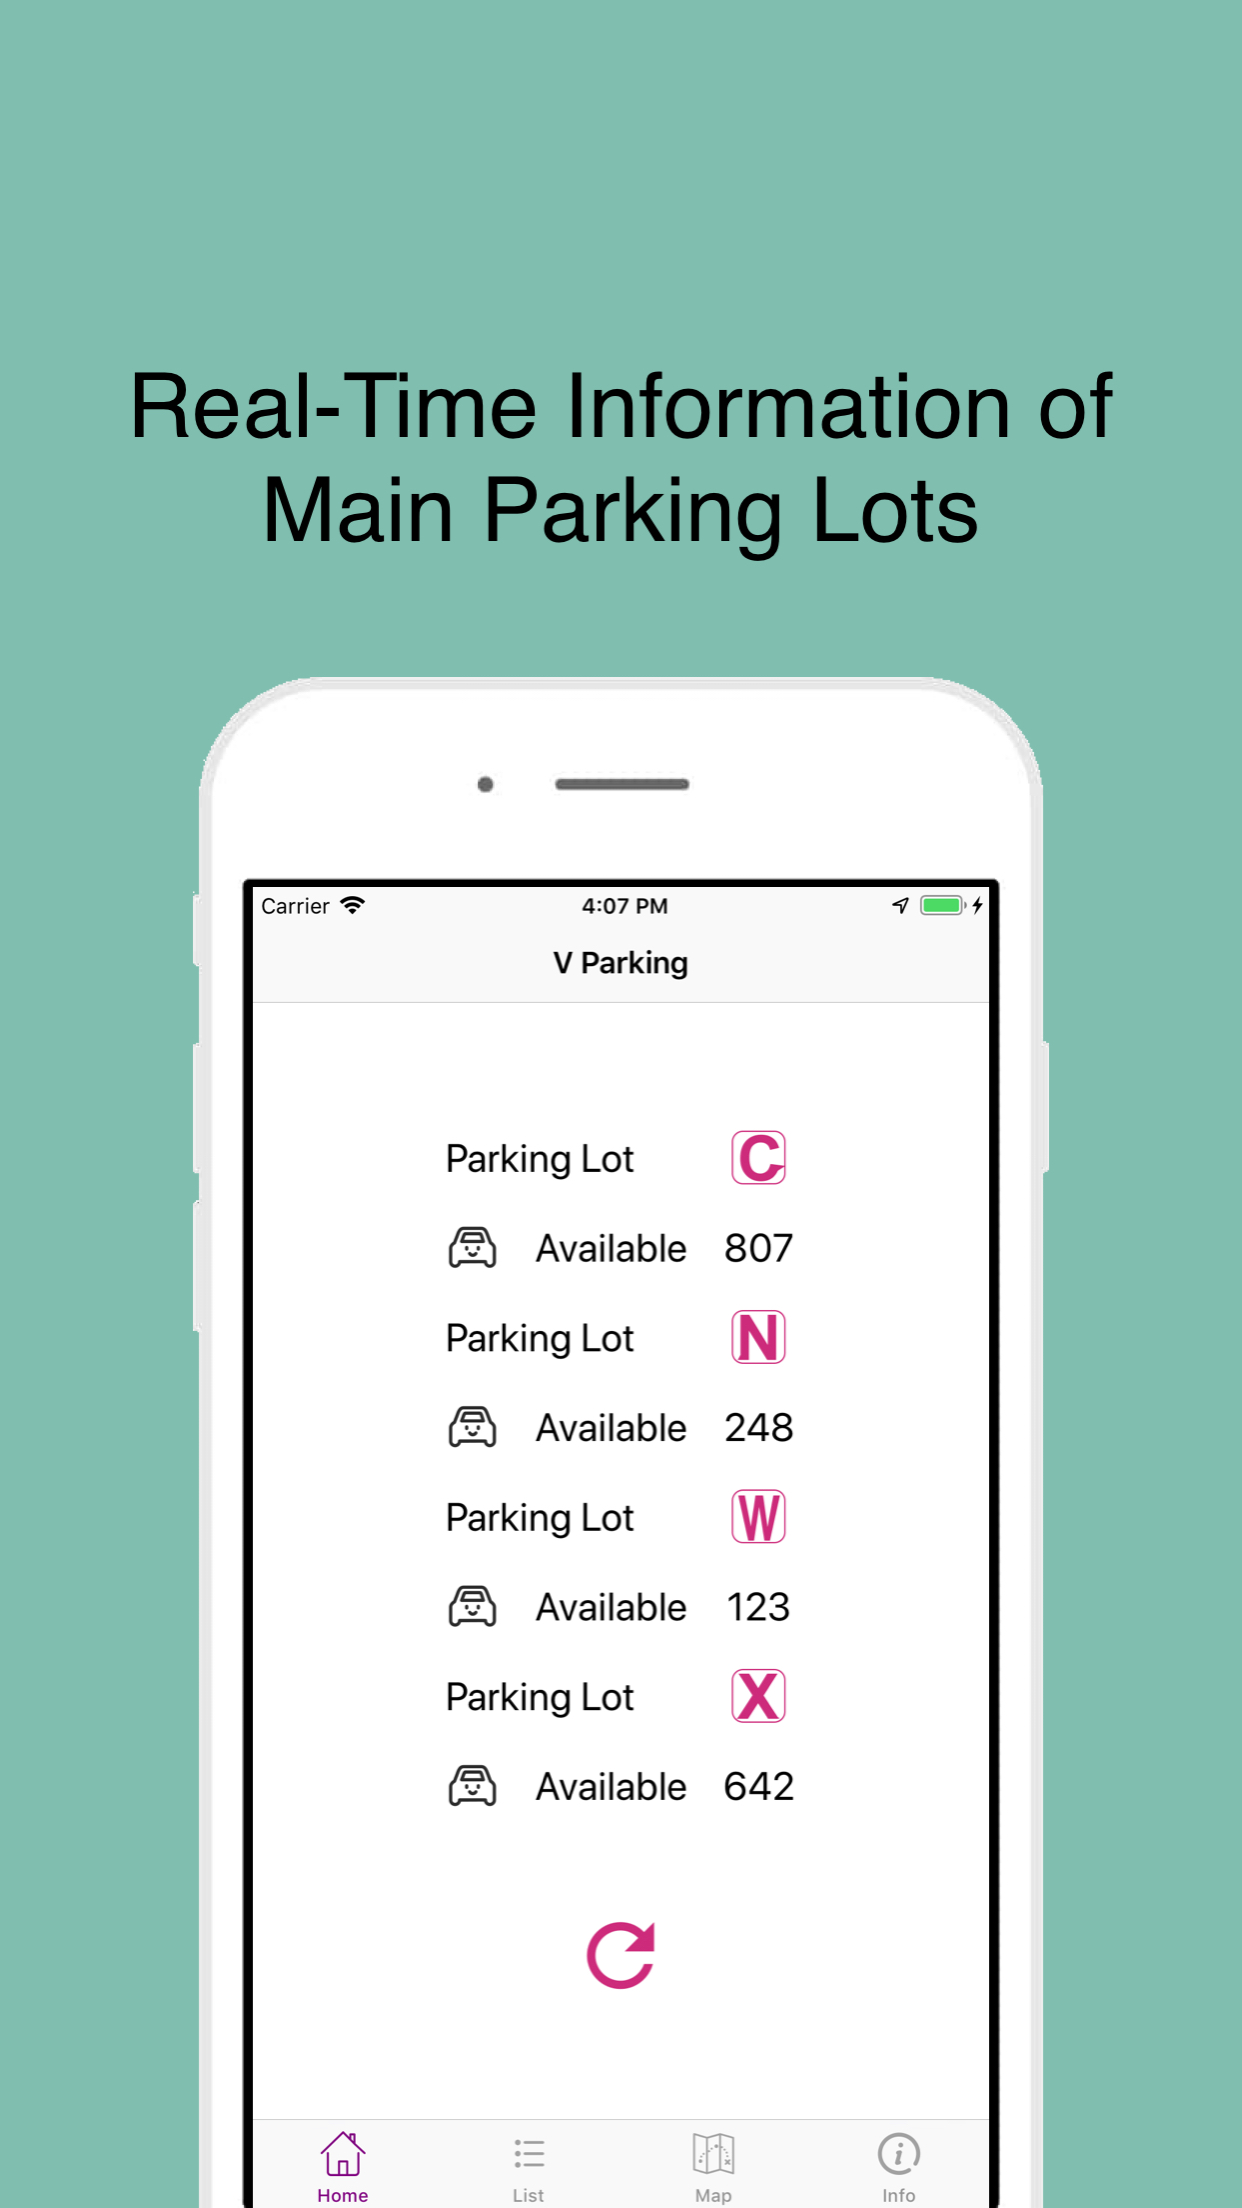 Real-Time Information of
Main Parking Lots
Carrier 4:07 PM
V Parking
Parking Lot C
Available 807
Parking Lot N
Available 248
Parking Lot W
Available 123
Parking Lot X
Available 642
Home List Map Info